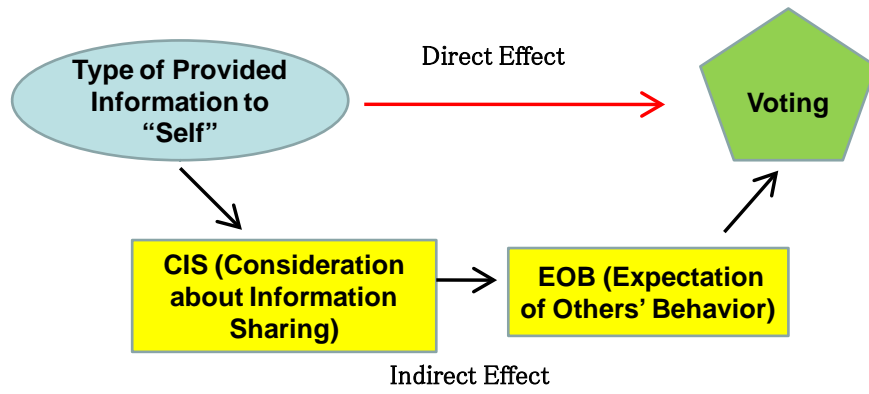 Direct Effect
Type of Provided
Information to
“Self”
Voting
CIS (Consideration
about Information
Sharing)
EOB (Expectation
of Others’ Behavior)
Indirect Effect